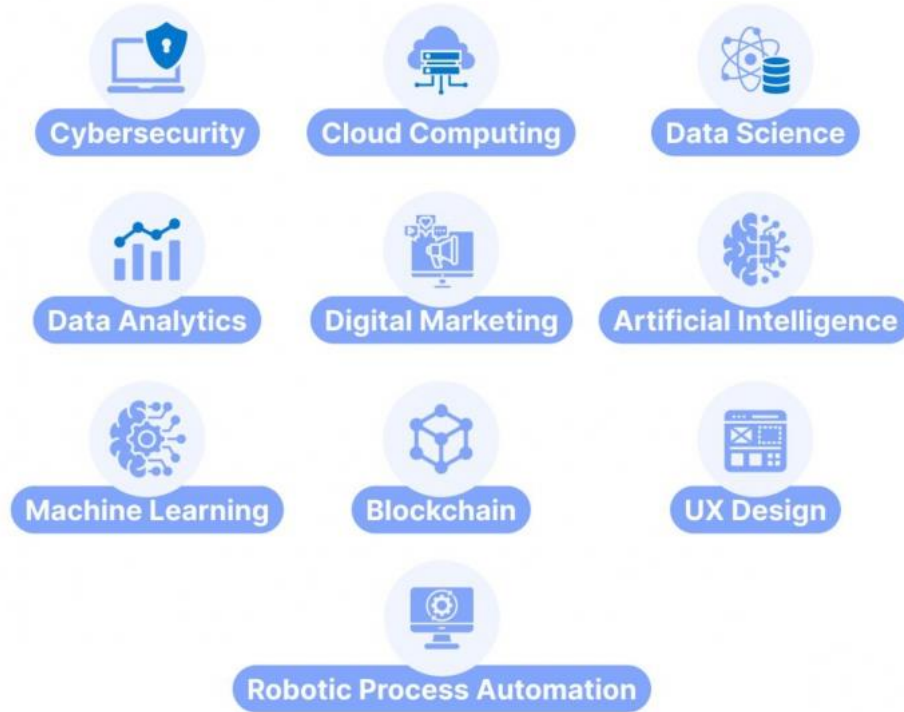 Cybersecurity
Cloud Computing
Data Science
Data Analytics
Digital Marketing
Artificial Intelligence
Machine Learning
Blockchain
UX Design
Robotic Process Automation